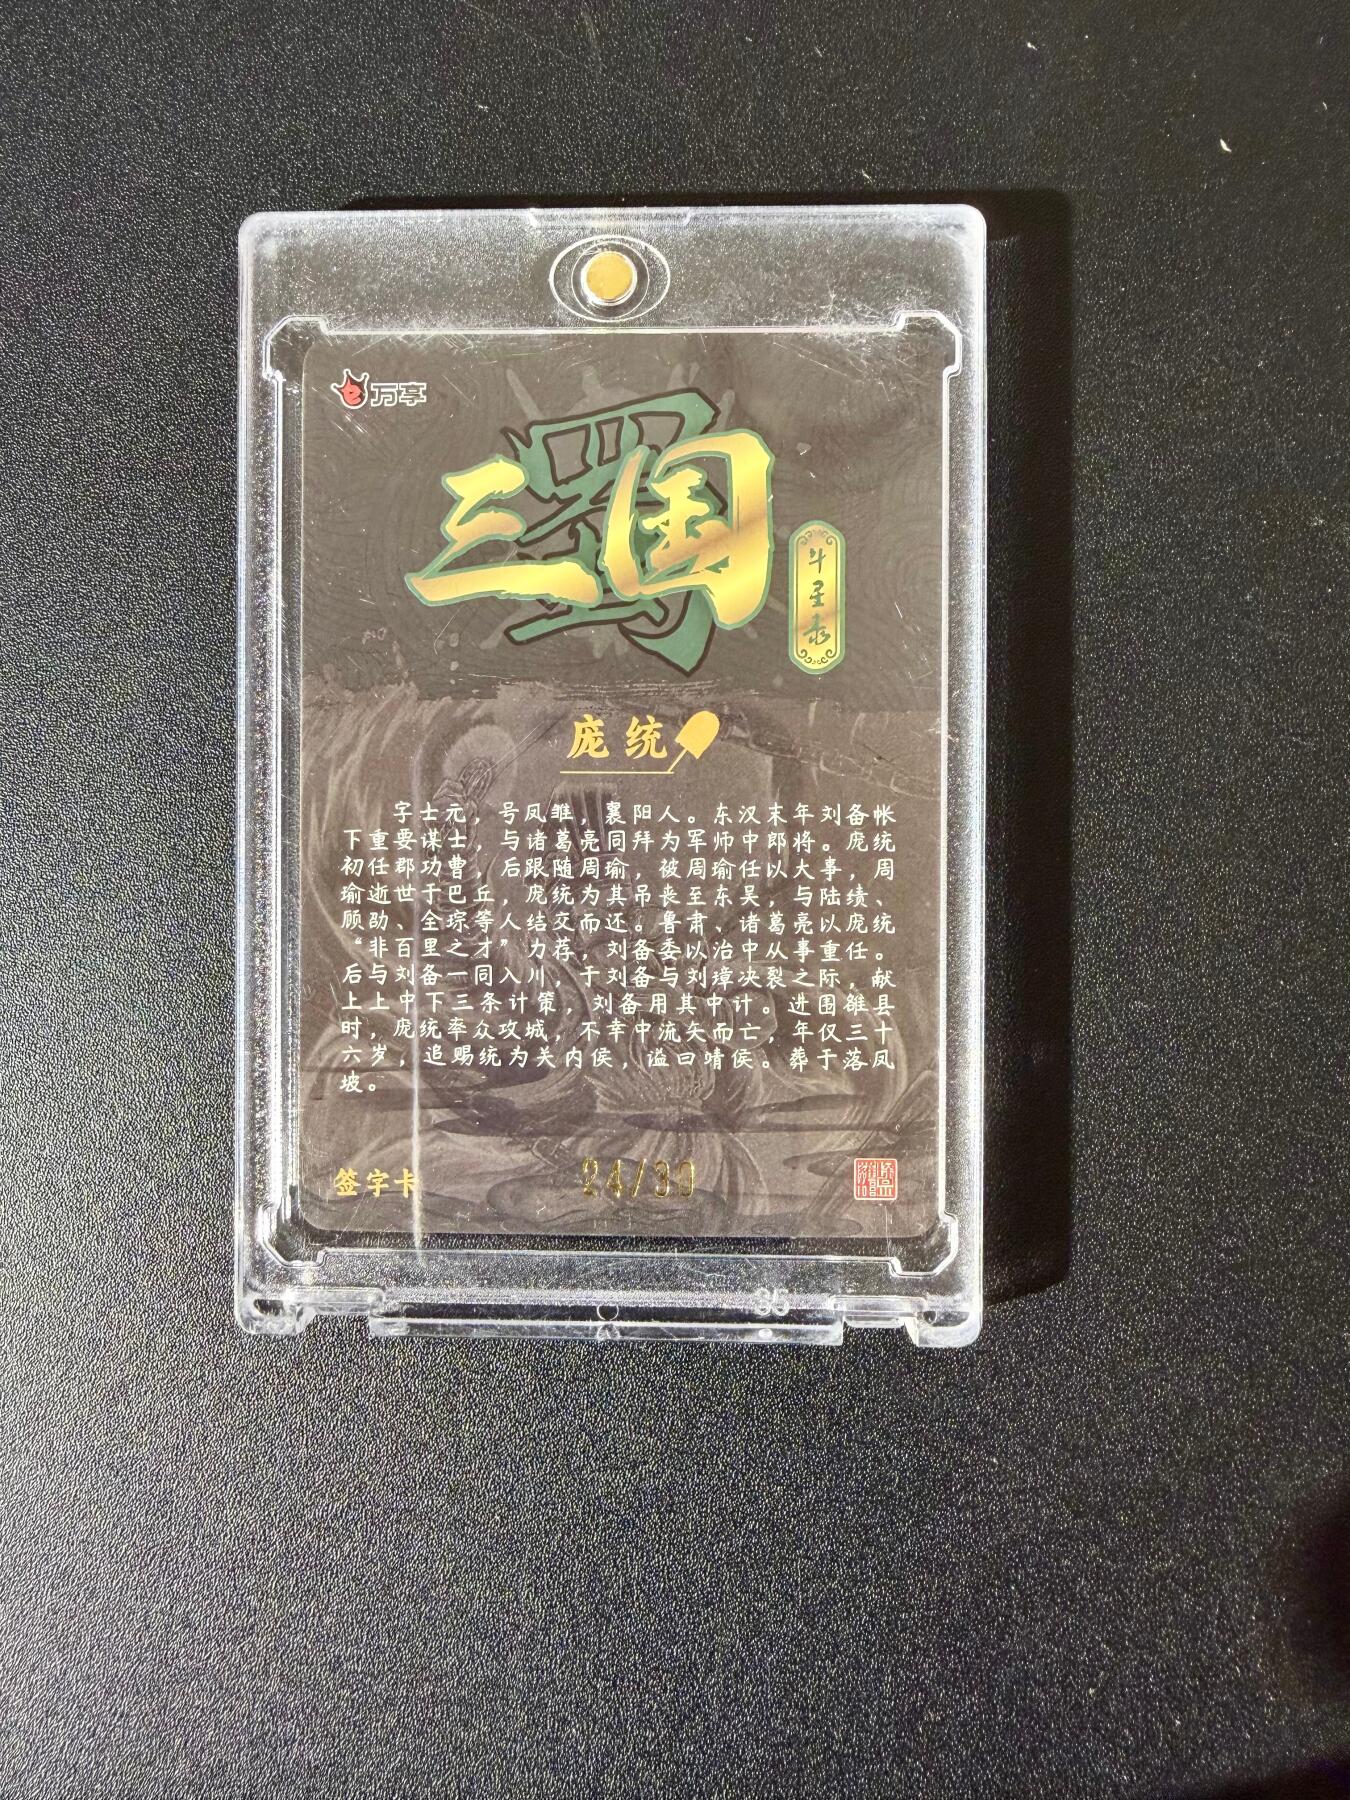 万享
蜀
三国
斗星录
庞统
字士元，号凤雏，襄阳人。东汉末年刘备帐
下重要谋士，与诸葛亮同拜为军师中郎将。庞统
初任郡功曹，后跟随周瑜，被周瑜任以大事，周
瑜逝世于巴丘，庞统为其吊丧至东吴，与陆绩、
顾劭、全琮等人结交而还。鲁肃、诸葛亮以庞统
“非百里之才”力荐，刘备委以治中从事重任。
后与刘备一同入川，于刘备与刘璋决裂之际，献
上上中下三条计策，刘备用其中计。进围雒县
时，庞统率众攻城，不幸中流矢而亡，年仅三十
六岁，追赐统为关内侯，谥曰靖侯。葬于落凤
坡。
签字卡
24/30
35